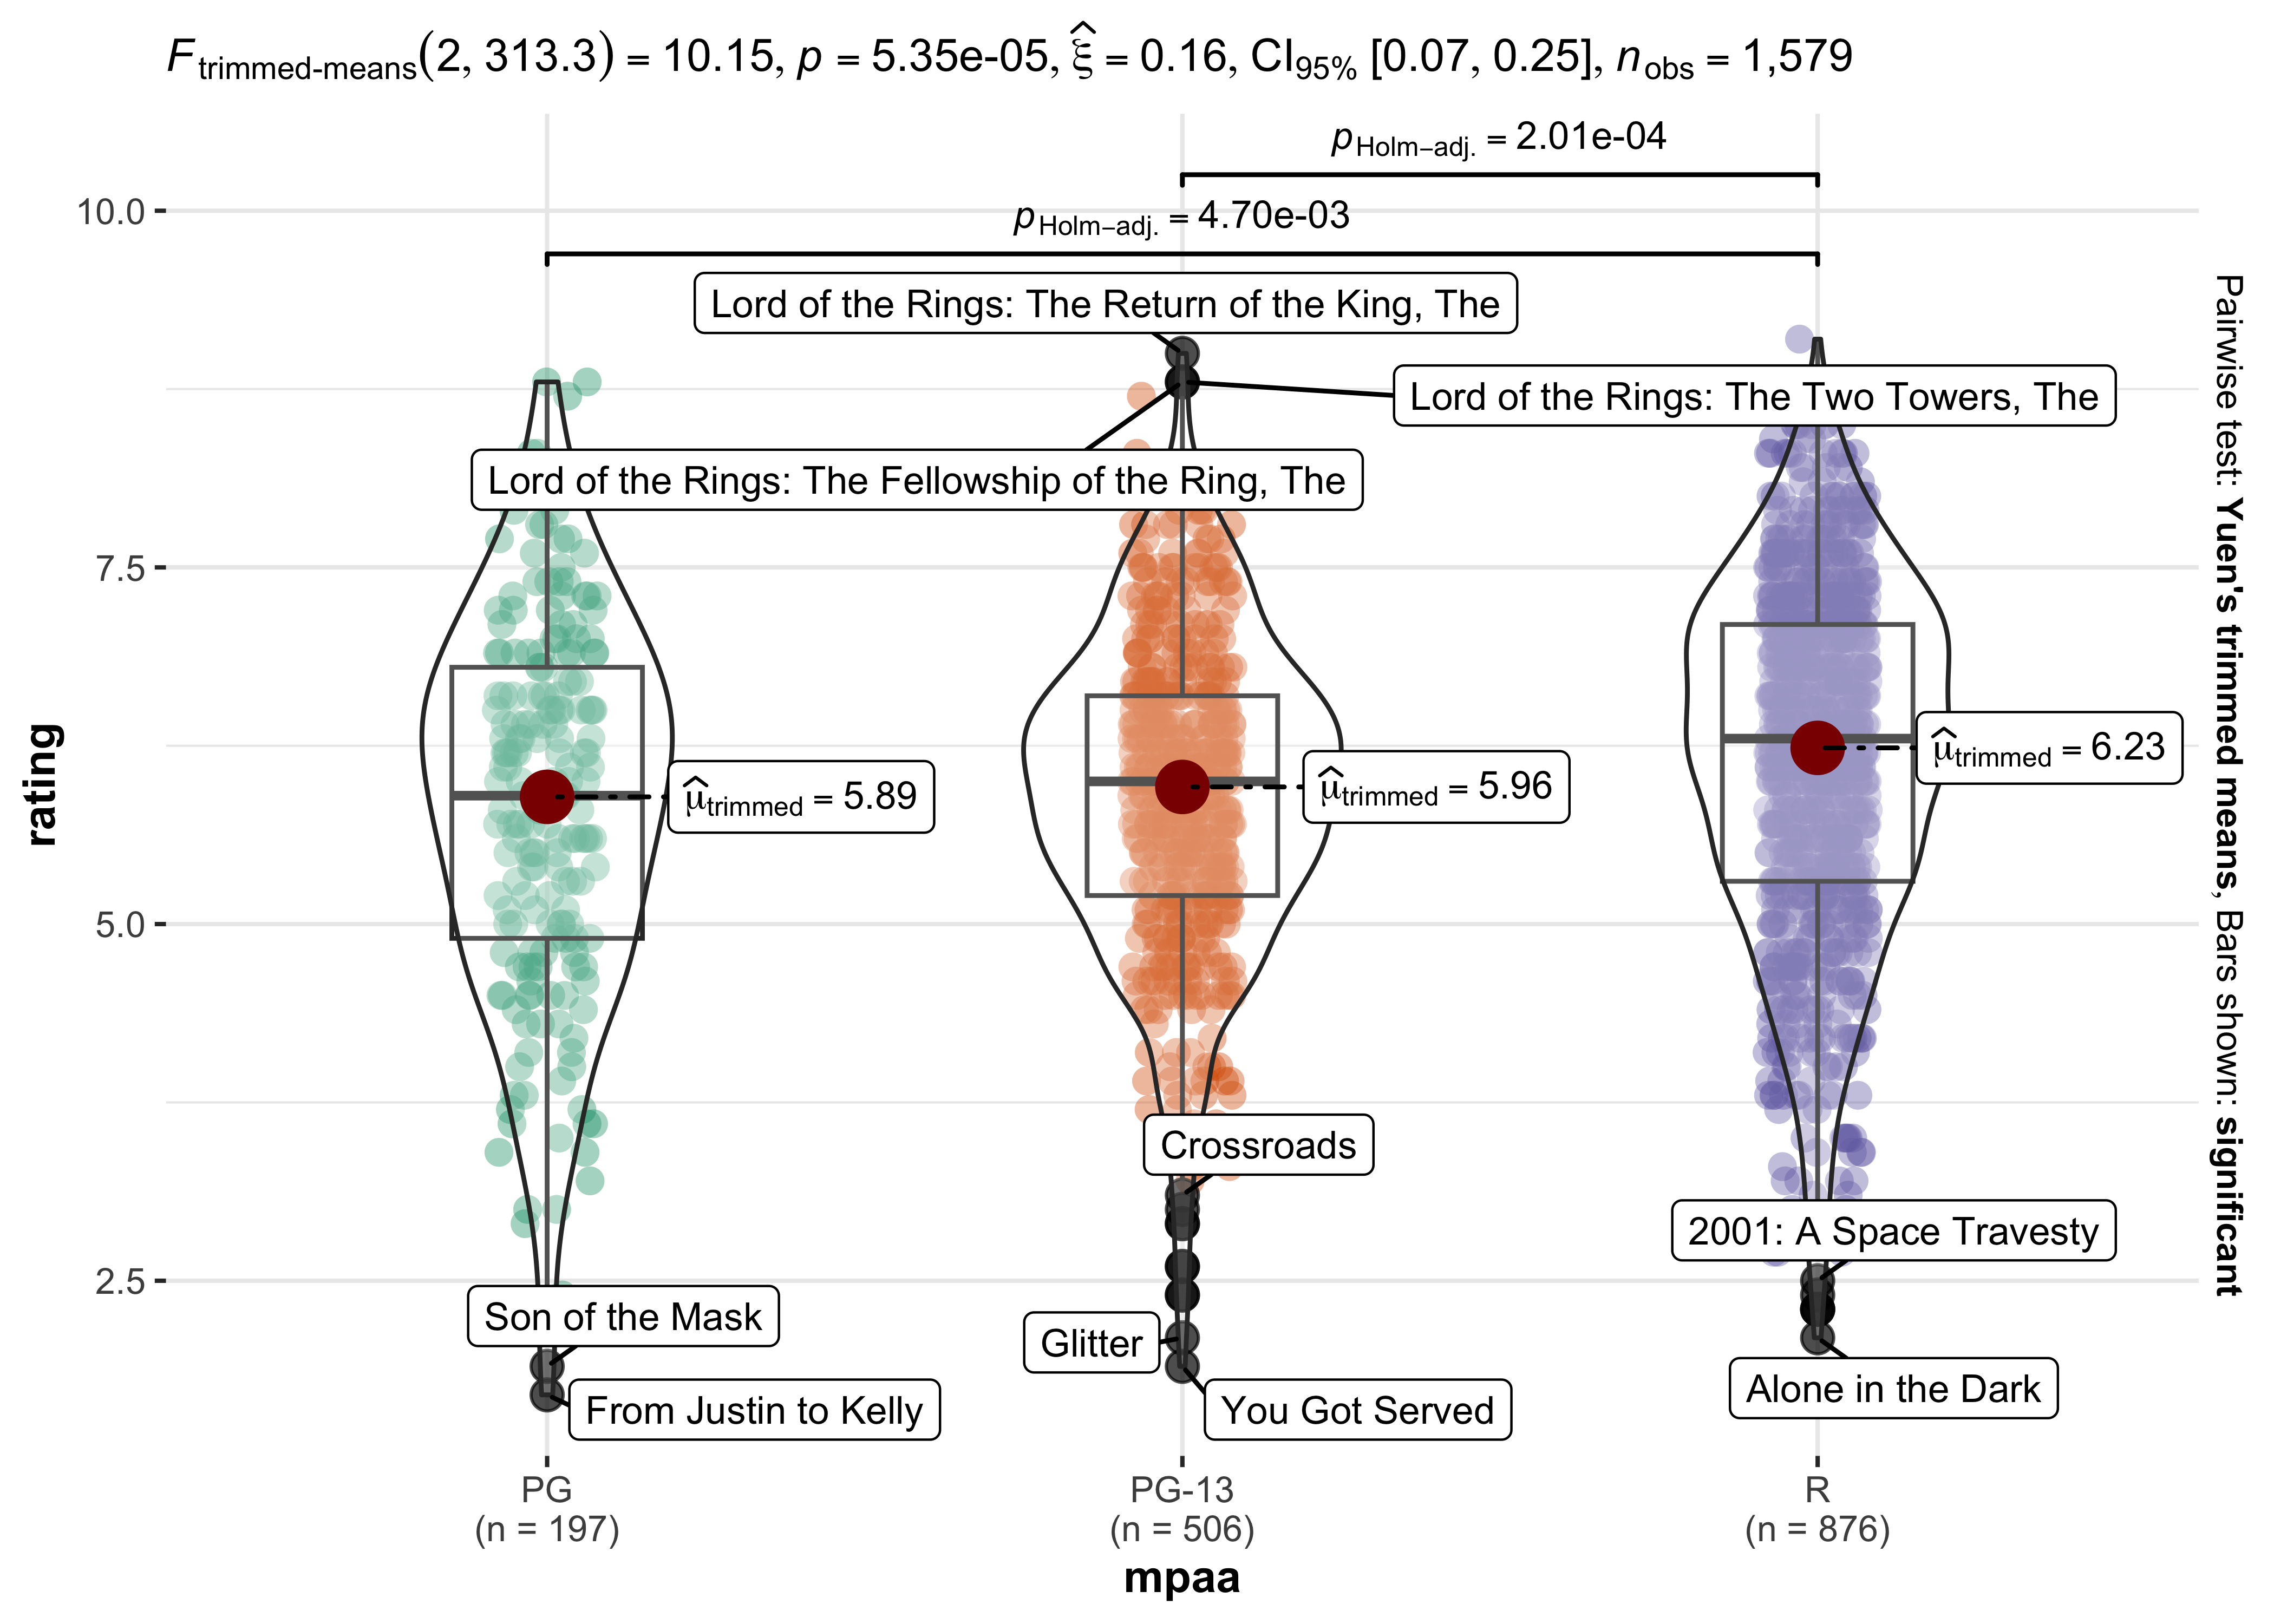 F trimmed-means(2, 313.3) = 10.15, p = 5.35e-05, ξ̂ = 0.16, CI95% [0.07, 0.25], nobs = 1,579
pHolm−adj. = 2.01e-04
10.0
pHolm−adj. = 4.70e-03
Lord of the Rings: The Return of the King, The
Lord of the Rings: The Two Towers, The
Lord of the Rings: The Fellowship of the Ring, The
7.5
rating
μ̂trimmed = 5.89
μ̂trimmed = 5.96
μ̂trimmed = 6.23
Pairwise test: Yuen's trimmed means, Bars shown: significant
5.0
Crossroads
2001: A Space Travesty
2.5
Son of the Mask
Glitter
From Justin to Kelly
You Got Served
Alone in the Dark
PG
(n = 197)
PG-13
(n = 506)
R
(n = 876)
mpaa